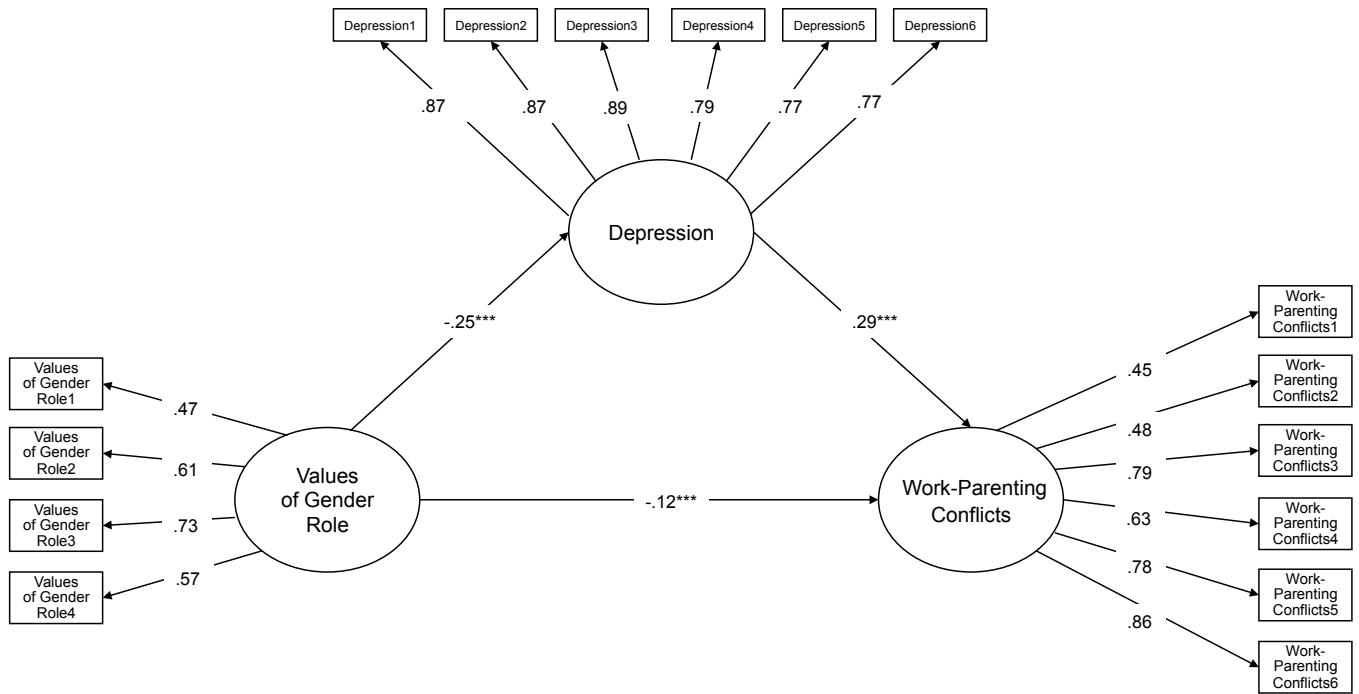 Depression1
Depression2
Depression3
Depression4
Depression5
Depression6
.87
.87
.89
.79
.77
.77
Depression
-.25***
.29***
Values
of Gender
Role1
Values
of Gender
Role2
Values
of Gender
Role3
Values
of Gender
Role4
.47
.61
.73
.57
Values
of Gender
Role
-.12***
Work-Parenting
Conflicts
.45
.48
.79
.63
.78
.86
Work-
Parenting
Conflicts1
Work-
Parenting
Conflicts2
Work-
Parenting
Conflicts3
Work-
Parenting
Conflicts4
Work-
Parenting
Conflicts5
Work-
Parenting
Conflicts6